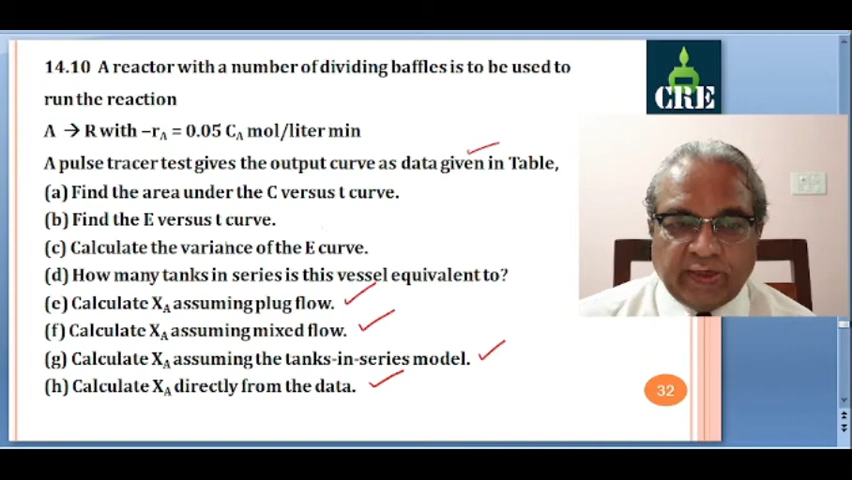 14.10 A reactor with a number of dividing baffles is to be used to
run the reaction
A → R with −rA = 0.05 CA mol/liter min
A pulse tracer test gives the output curve as data given in Table,
(a) Find the area under the C versus t curve.
(b) Find the E versus t curve.
(c) Calculate the variance of the E curve.
(d) How many tanks in series is this vessel equivalent to?
(e) Calculate XA assuming plug flow.
(f) Calculate XA assuming mixed flow.
(g) Calculate XA assuming the tanks-in-series model.
(h) Calculate XA directly from the data.
CRE
32